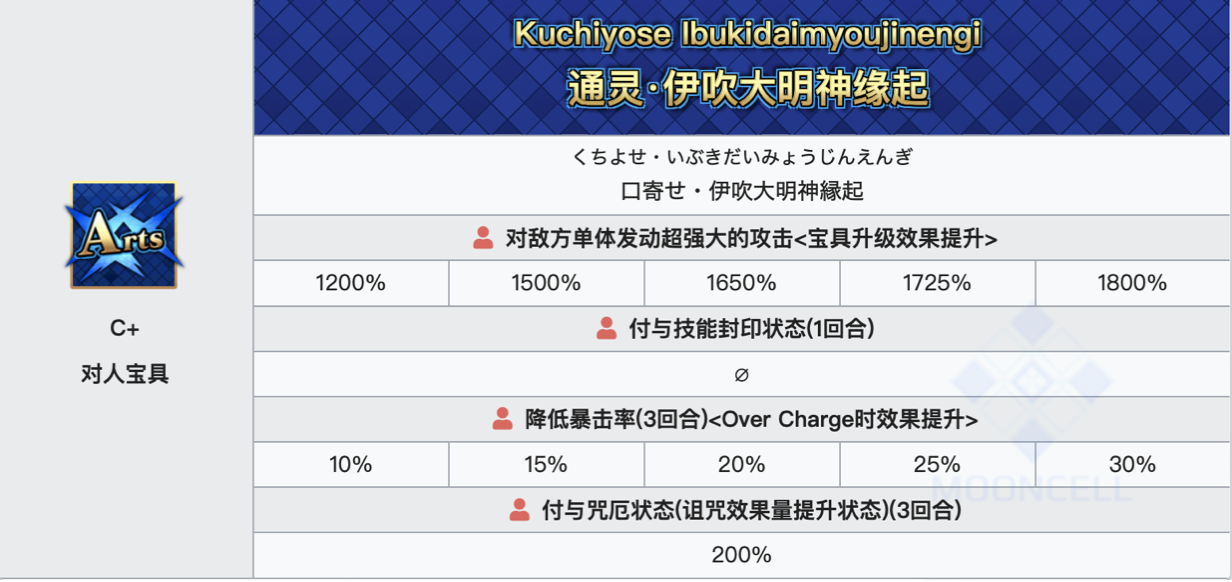 Kuchiyose Ibukidaimyoujinengi
通灵·伊吹大明神缘起
くちよせ・いぶきだいみょうじんえんぎ
口寄せ・伊吹大明神縁起
Arts
C+
对人宝具
对敌方单体发动超强大的攻击<宝具升级效果提升>
1200% 1500% 1650% 1725% 1800%
付与技能封印状态(1回合)
∅
降低暴击率(3回合)<Over Charge时效果提升>
10% 15% 20% 25% 30%
付与咒厄状态(诅咒效果量提升状态)(3回合)
200%
MOONCELL